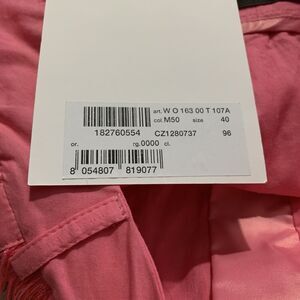 art. W O 163 00 T 107A
col. M50 size 40
182760554 CZ1280737 96
or. rg. 0000 cl.
8 054807 819077